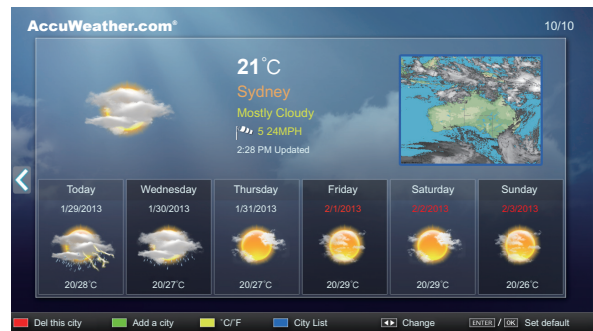 AccuWeather.com®
10/10
21°C
Sydney
Mostly Cloudy
5 24MPH
2:28 PM Updated
Today Wednesday Thursday Friday Saturday Sunday
1/29/2013 1/30/2013 1/31/2013 2/1/2013 2/2/2013 2/3/2013
20/28°C 20/27°C 20/27°C 20/29°C 20/29°C 20/26°C
Del this city Add a city °C/°F City List Change ENTER / OK Set default